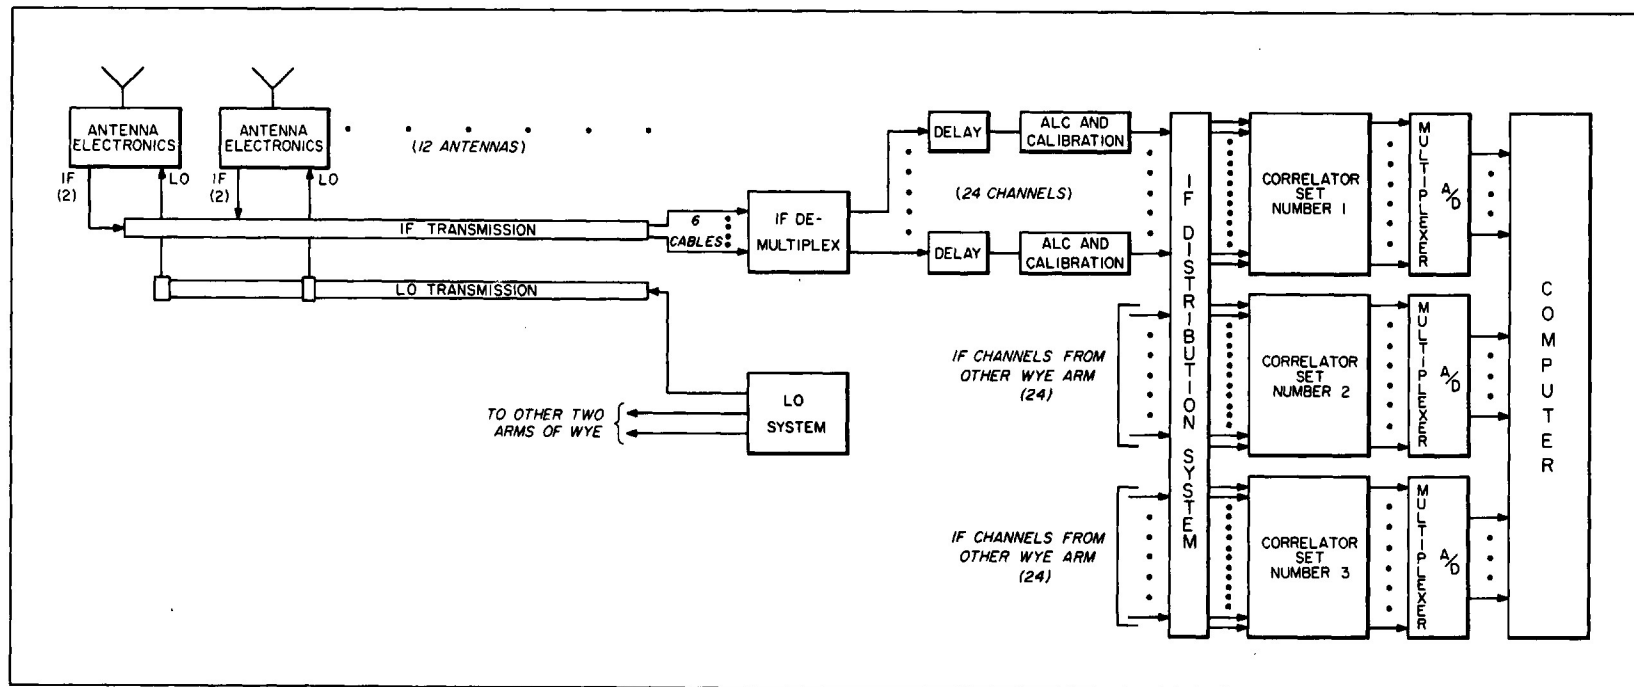 ANTENNA
ELECTRONICS
ANTENNA
ELECTRONICS
(12 ANTENNAS)
IF
(2)
LO
IF
(2)
LO
IF TRANSMISSION
6
CABLES
LO TRANSMISSION
IF DE-
MULTIPLEX
DELAY
ALC AND
CALIBRATION
(24 CHANNELS)
DELAY
ALC AND
CALIBRATION
LO
SYSTEM
TO OTHER TWO
ARMS OF WYE
IF CHANNELS FROM
OTHER WYE ARM
(24)
IF CHANNELS FROM
OTHER WYE ARM
(24)
IF DISTRIBUTION SYSTEM
CORRELATOR
SET
NUMBER 1
MULTIPLEXER
A/D
CORRELATOR
SET
NUMBER 2
MULTIPLEXER
A/D
CORRELATOR
SET
NUMBER 3
MULTIPLEXER
A/D
COMPUTER